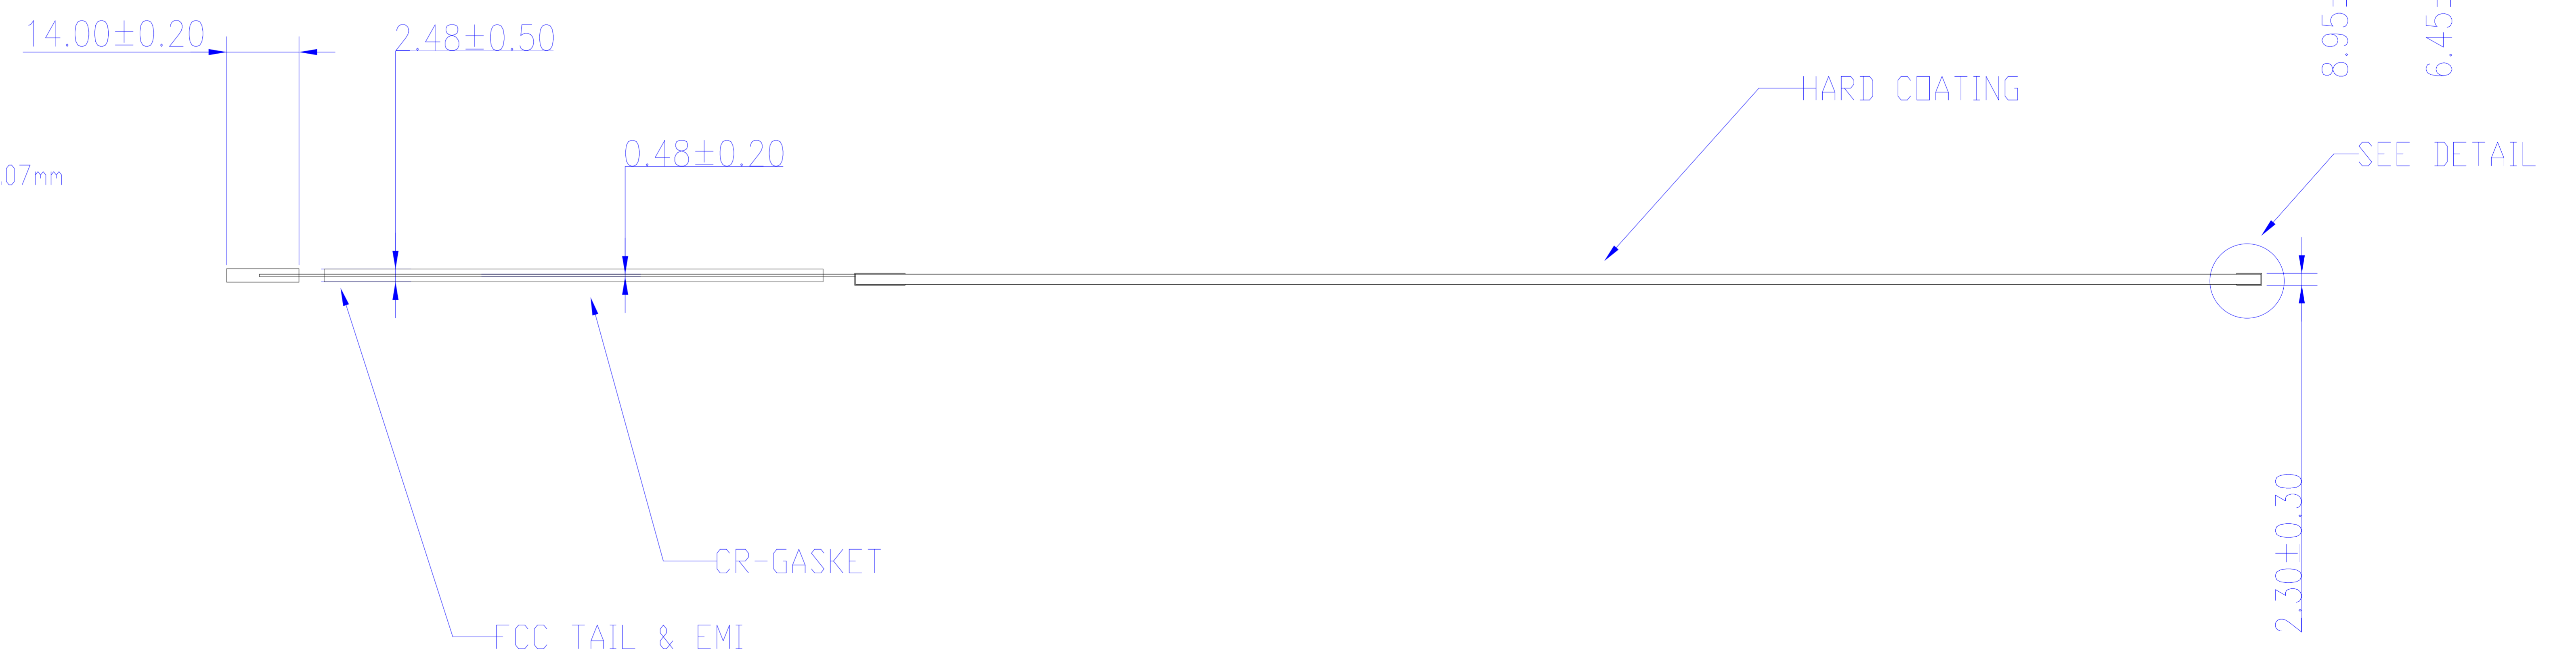 14.00±0.20
2.48±0.50
8.95±
6.45±
HARD COATING
0.48±0.20
SEE DETAIL
.07mm
2.30±0.30
CR-GASKET
FCC TAIL & EMI